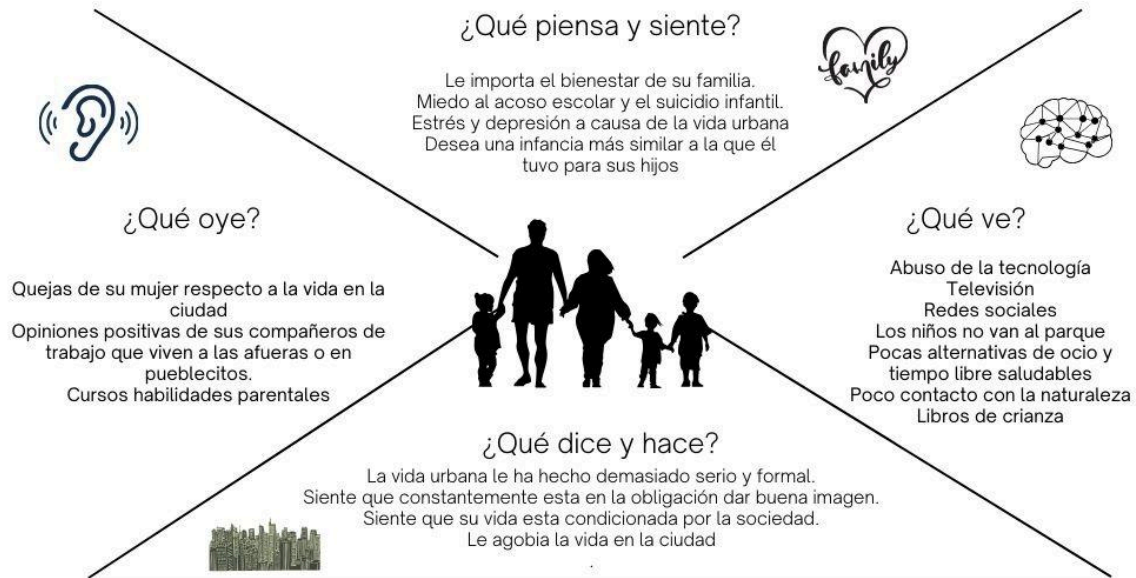 ¿Qué piensa y siente?
family
Le importa el bienestar de su familia.
Miedo al acoso escolar y el suicidio infantil.
Estrés y depresión a causa de la vida urbana
Desea una infancia más similar a la que él
tuvo para sus hijos
¿Qué oye?
Quejas de su mujer respecto a la vida en la
ciudad
Opiniones positivas de sus compañeros de
trabajo que viven a las afueras o en
pueblecitos.
Cursos habilidades parentales
¿Qué ve?
Abuso de la tecnología
Televisión
Redes sociales
Los niños no van al parque
Pocas alternativas de ocio y
tiempo libre saludables
Poco contacto con la naturaleza
Libros de crianza
¿Qué dice y hace?
La vida urbana le ha hecho demasiado serio y formal.
Siente que constantemente esta en la obligación dar buena imagen.
Siente que su vida esta condicionada por la sociedad.
Le agobia la vida en la ciudad
.